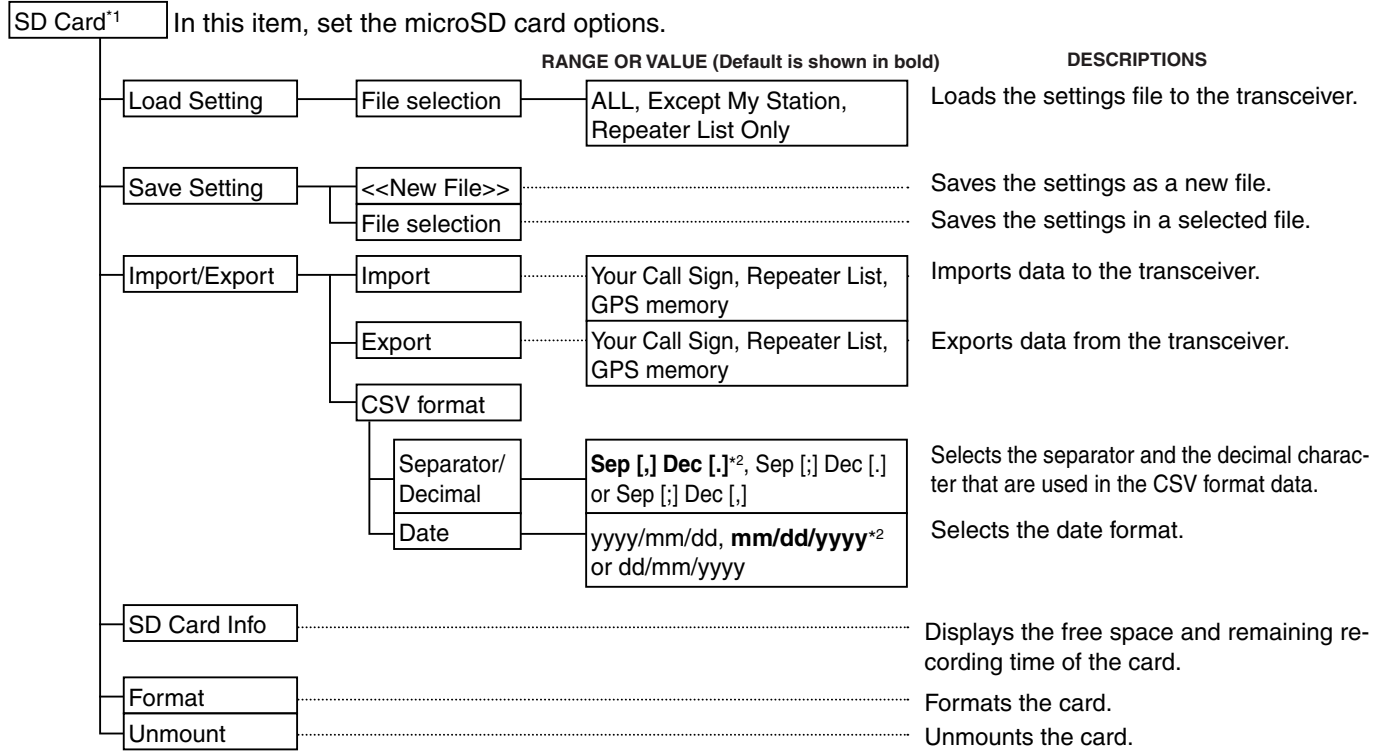 SD Card*1 In this item, set the microSD card options.
RANGE OR VALUE (Default is shown in bold) DESCRIPTIONS
Load Setting File selection ALL, Except My Station, Loads the settings file to the transceiver.
Repeater List Only
Save Setting <<New File>> Saves the settings as a new file.
File selection Saves the settings in a selected file.
Import/Export Import Your Call Sign, Repeater List, Imports data to the transceiver.
GPS memory
Export Your Call Sign, Repeater List, Exports data from the transceiver.
GPS memory
CSV format
Separator/ Sep [,] Dec [.]*2, Sep [;] Dec [.] Selects the separator and the decimal charac-
Decimal or Sep [;] Dec [,] ter that are used in the CSV format data.
Date yyyy/mm/dd, mm/dd/yyyy*2 Selects the date format.
or dd/mm/yyyy
SD Card Info Displays the free space and remaining re-
cording time of the card.
Format Formats the card.
Unmount Unmounts the card.